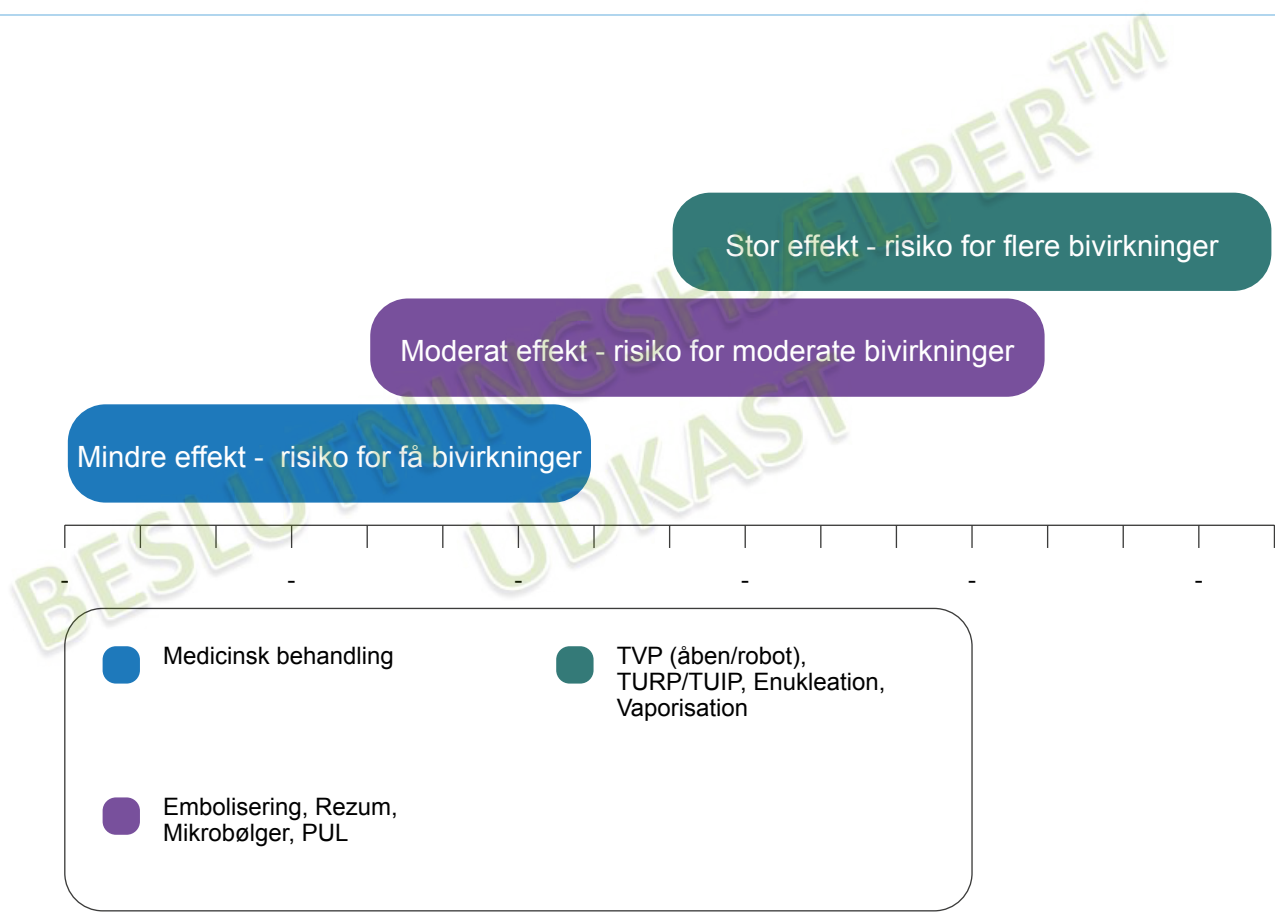 Stor effekt - risiko for flere bivirkninger
Moderat effekt - risiko for moderate bivirkninger
Mindre effekt -  risiko for få bivirkninger
- - - - - -
Medicinsk behandling
Embolisering, Rezum,
Mikrobølger, PUL
TVP (åben/robot),
TURP/TUIP, Enukleation,
Vaporisation
BESLUTNINGSHJÆLPER™
UDKAST